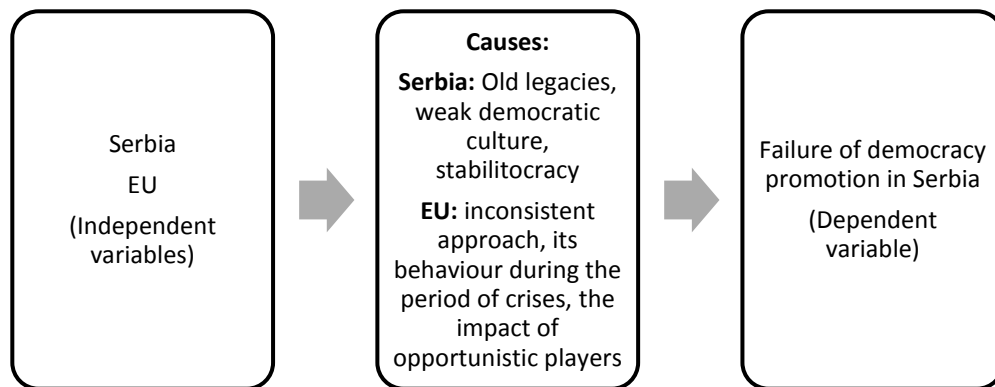 Serbia
EU
(Independent
variables)
Causes:
Serbia: Old legacies,
weak democratic
culture,
stabilitocracy
EU: inconsistent
approach, its
behaviour during the
period of crises, the
impact of
opportunistic players
Failure of democracy
promotion in Serbia
(Dependent
variable)